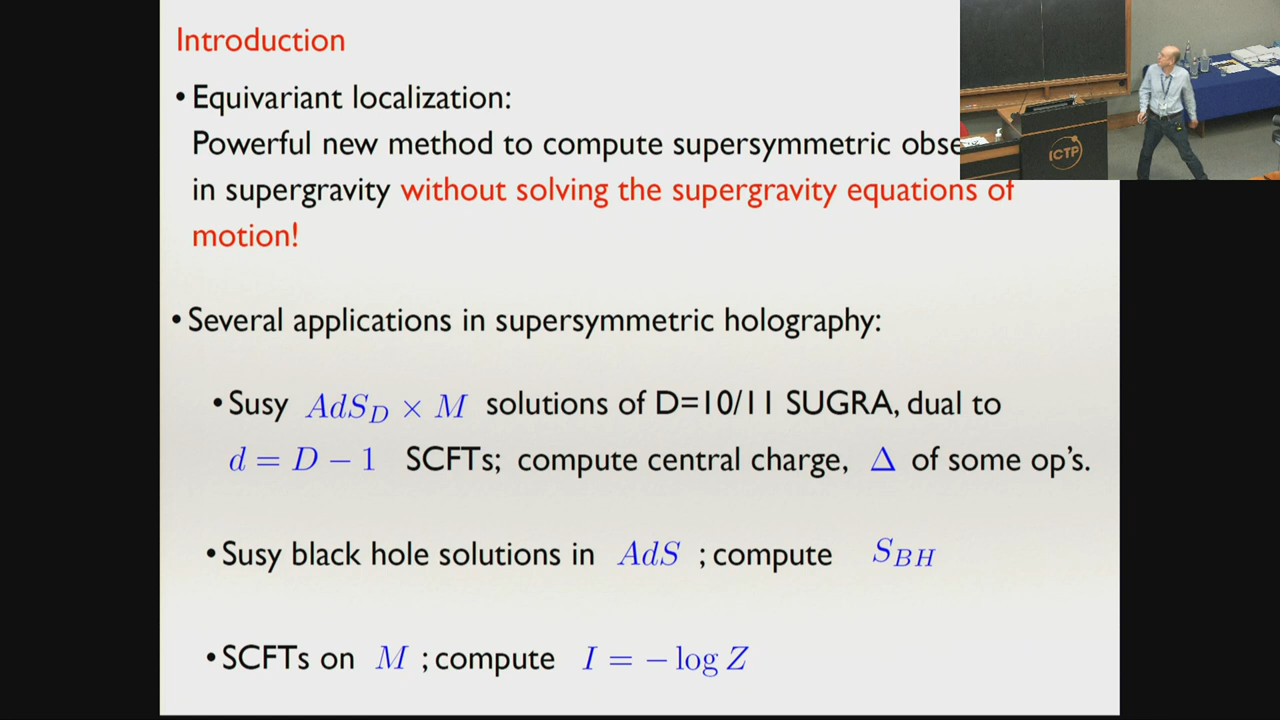 Introduction
• Equivariant localization:
Powerful new method to compute supersymmetric
in supergravity without solving the supergravity equations of
motion!
• Several applications in supersymmetric holography:
• Susy AdS_D × M solutions of D=10/11 SUGRA, dual to
d = D − 1 SCFTs; compute central charge, Δ of some op's.
• Susy black hole solutions in AdS ; compute S_BH
• SCFTs on M ; compute I = − log Z
ICTP